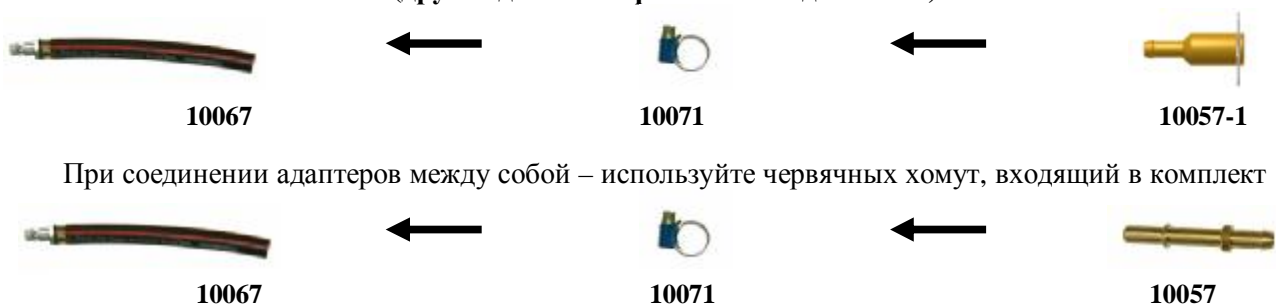 10067 10071 10057-1
При соединении адаптеров между собой – используйте червячных хомут, входящий в комплект
10067 10071 10057